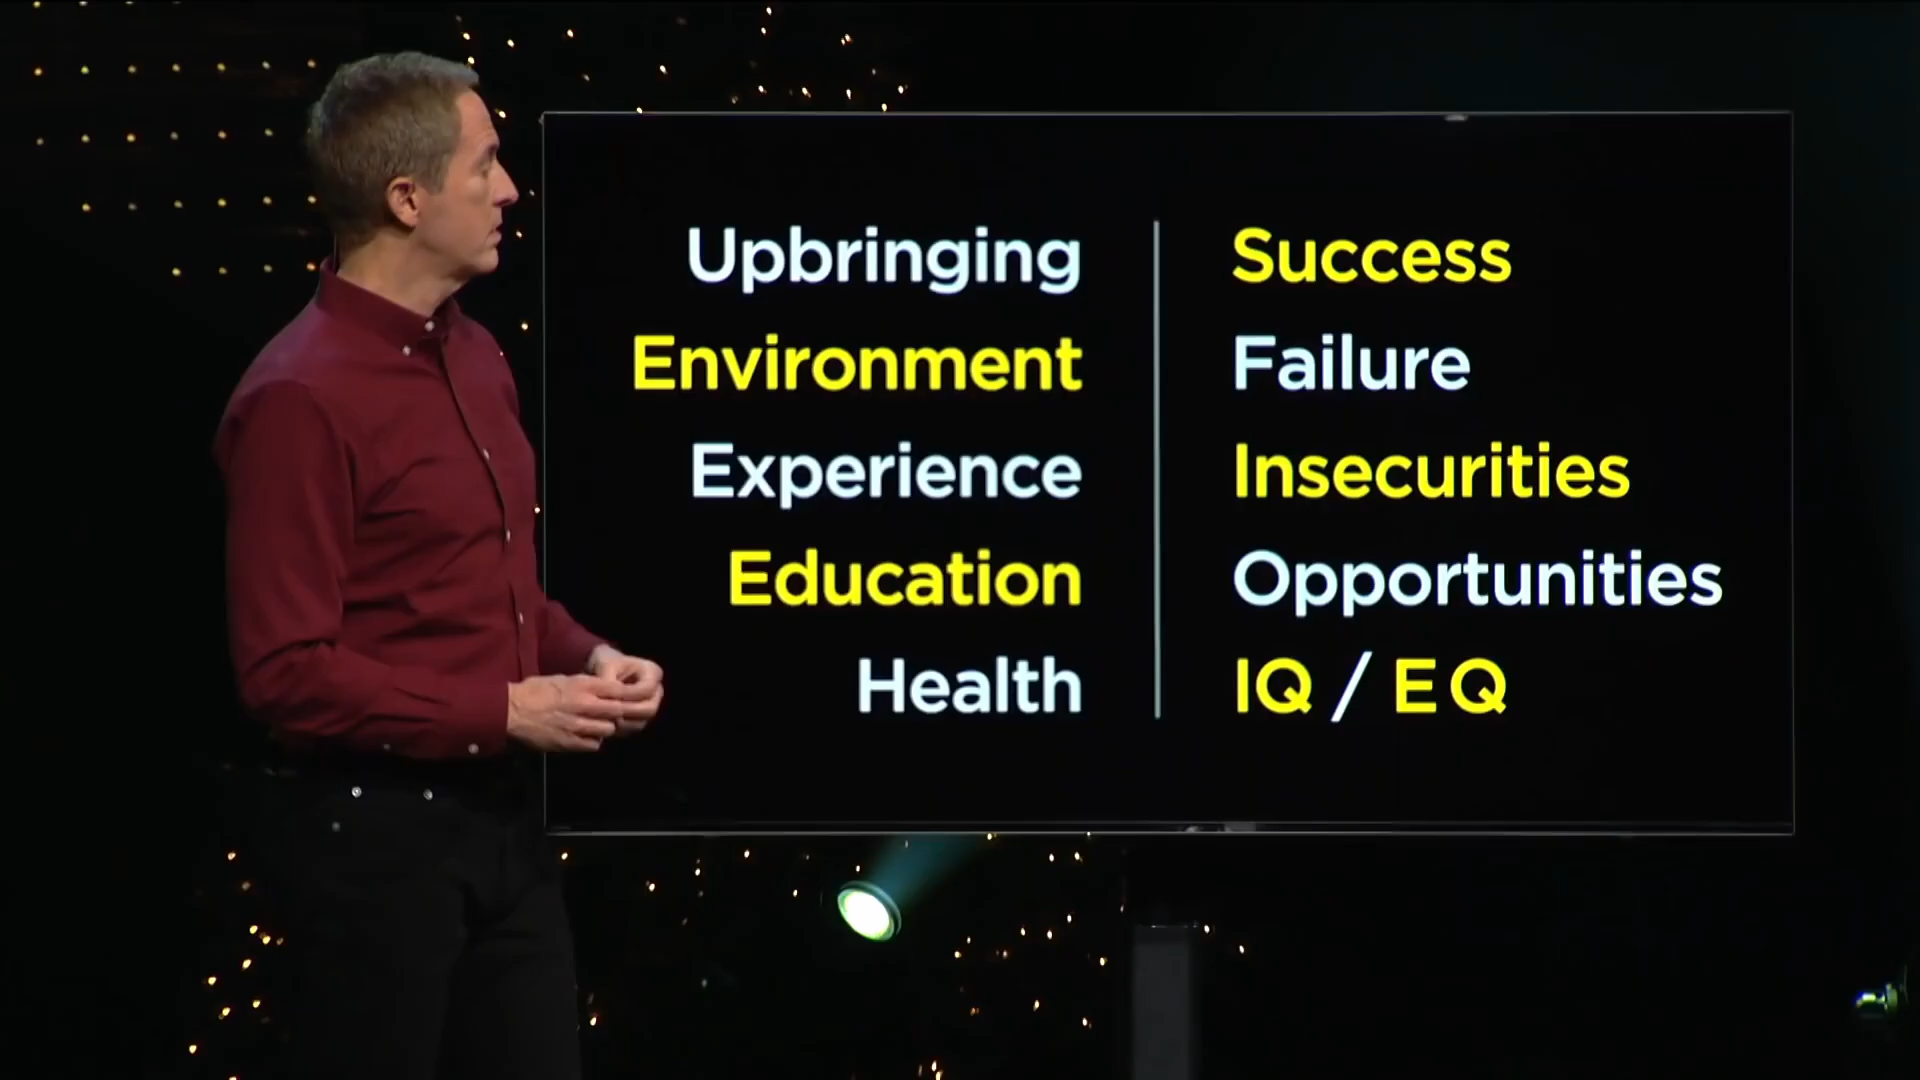 Upbringing
Environment
Experience
Education
Health
Success
Failure
Insecurities
Opportunities
IQ / EQ